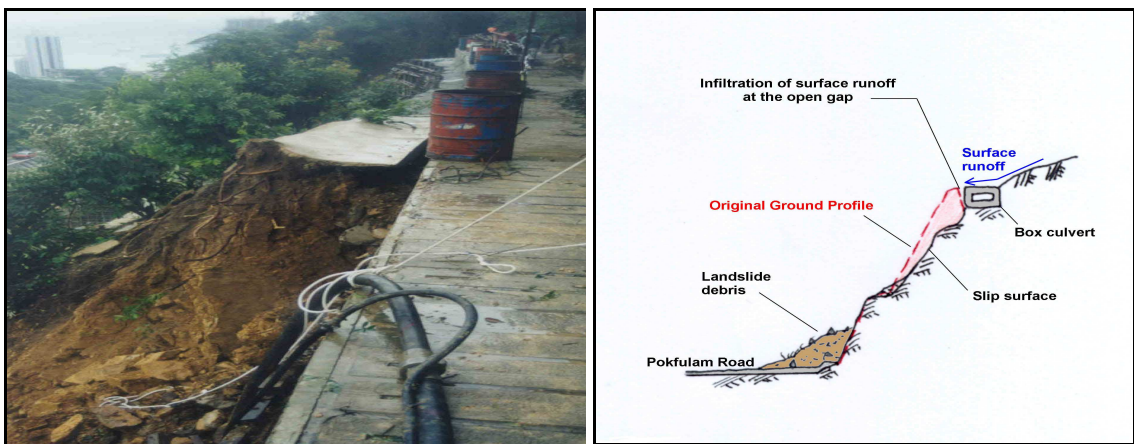 Infiltration of surface runoff
at the open gap
Surface
runoff
Original Ground Profile
Box culvert
Landslide
debris
Slip surface
Pokfulam Road